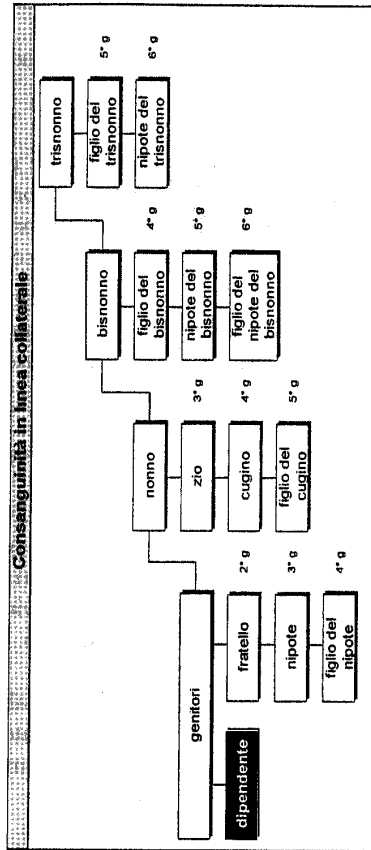 Consanguinità in linea collaterale
genitori
dipendente
fratello
2° g
nipote
3° g
figlio del
nipote
4° g
nonno
zio
3° g
cugino
4° g
figlio del
cugino
5° g
bisnonno
figlio del
bisnonno
4° g
nipote del
bisnonno
5° g
figlio del
nipote del
bisnonno
6° g
trisnonno
figlio del
trisnonno
5° g
nipote del
trisnonno
6° g